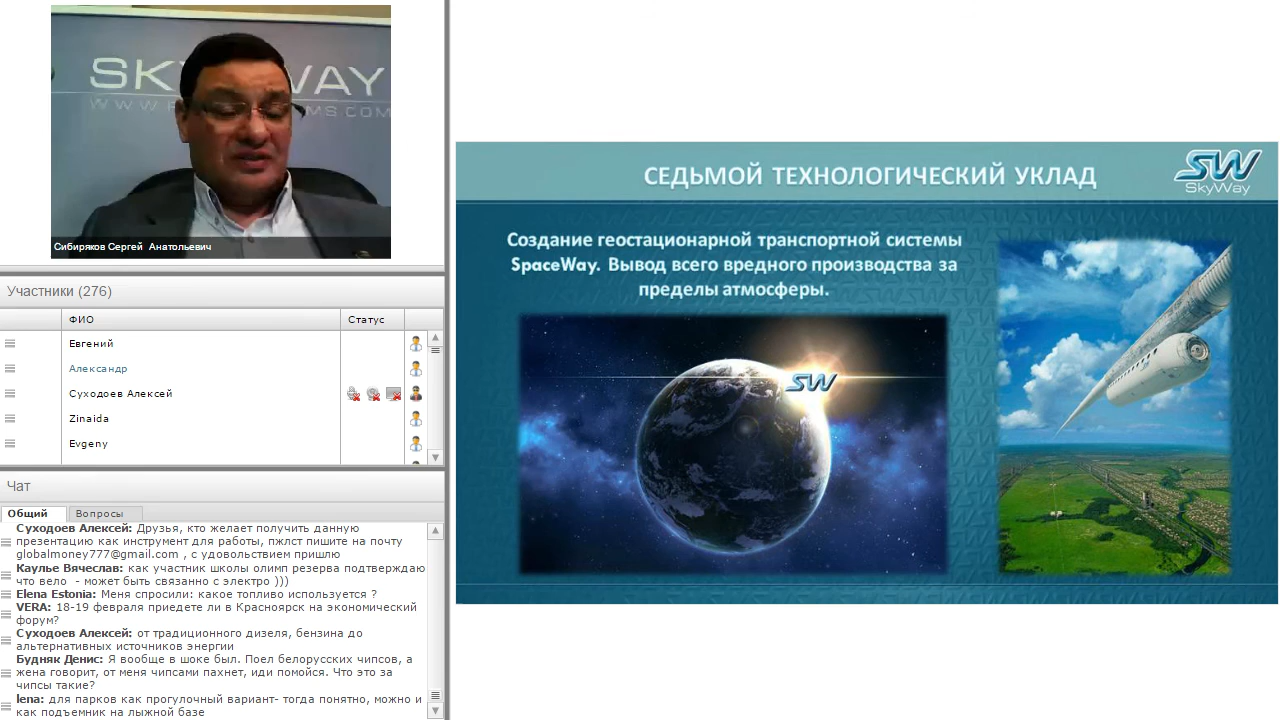 SK WAY
WWW. MS.COM
Сибиряков Сергей Анатольевич
Участники (276)
ФИО
Статус
Евгений
Александр
Суходоев Алексей
Zinaida
Evgeny
Чат
Общий
Вопросы
Суходоев Алексей: Друзья, кто желает получить данную
презентацию как инструмент для работы, пжлст пишите на почту
globalmoney777@gmail.com , с удовольствием пришлю
Каулье Вячеслав: как участник школы олимп резерва подтверждаю
что вело - может быть связанно с электро )))
Elena Estonia: Меня спросили: какое топливо используется ?
VERA: 18-19 февраля приедете ли в Красноярск на экономический
форум?
Суходоев Алексей: от традиционного дизеля, бензина до
альтернативных источников энергии
Будняк Денис: Я вообще в шоке был. Поел белорусских чипсов, а
жена говорит, от меня чипсами пахнет, иди помойся. Что это за
чипсы такие?
lena: для парков как прогулочный вариант- тогда понятно, можно и
как подъемник на лыжной базе
СЕДЬМОЙ ТЕХНОЛОГИЧЕСКИЙ УКЛАД
SW
SkyWay
Создание геостационарной транспортной системы
SpaceWay. Вывод всего вредного производства за
пределы атмосферы.
SW